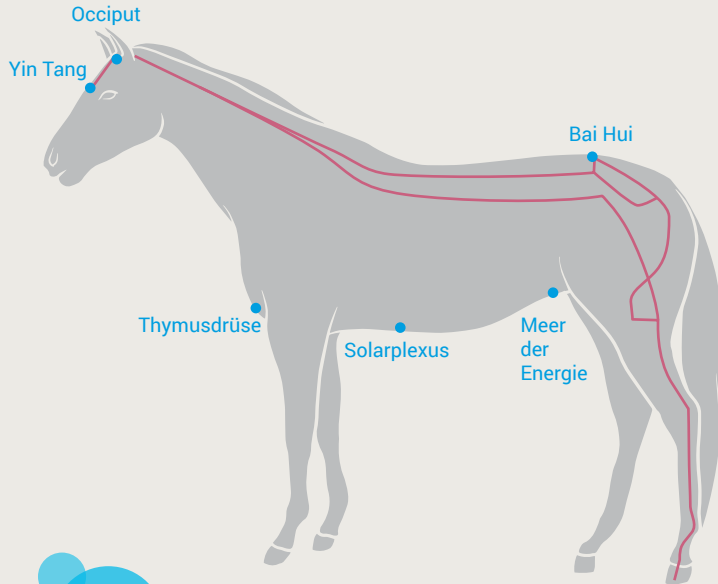 Occiput
Yin Tang
Bai Hui
Thymusdrüse
Solarplexus
Meer
der
Energie